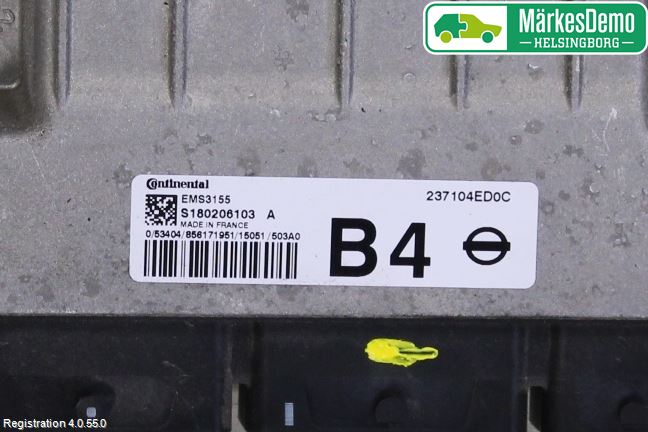 MärkesDemo
HELSINGBORG
Continental
EMS3155
237104ED0C
S180206103 A
MADE IN FRANCE
0/53404/856171951/15051/503A0
B4
Registration 4.0.55.0